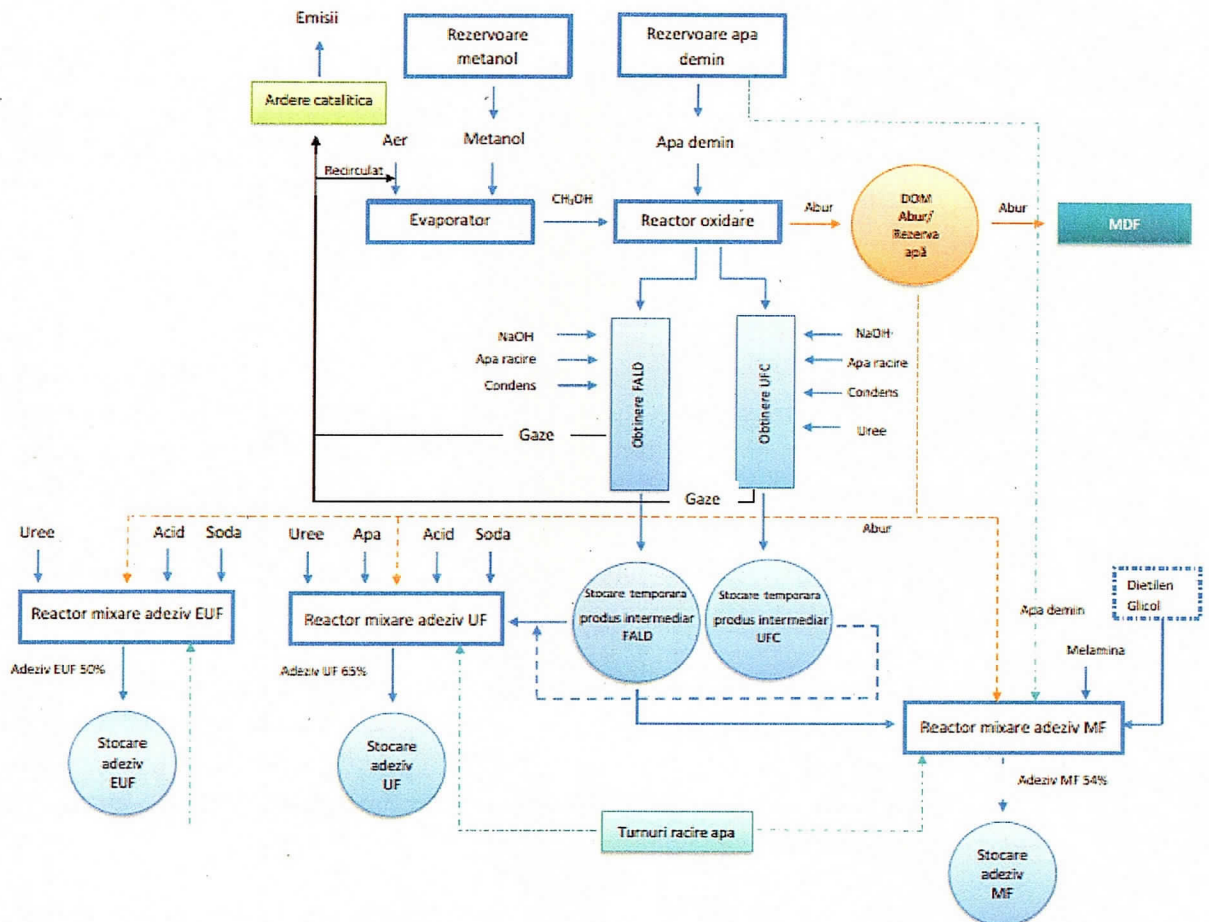 Emisii
Rezervoare
metanol
Rezervoare apa
demin
Ardere catalitica
Aer
Metanol
Apa demin
Recirculat
Evaporator
CH₃OH
Reactor oxidare
Abur
DOM
Abur/
Rezerva
apă
Abur
MDF
NaOH
Apa racire
Condens
Obtinere FALD
Obtinere UFC
NaOH
Apa racire
Condens
Uree
Gaze
Gaze
Abur
Uree
Acid
Soda
Uree
Apa
Acid
Soda
Reactor mixare adeziv EUF
Reactor mixare adeziv UF
Stocare temporara
produs intermediar
FALD
Stocare temporara
produs intermediar
UFC
Apa demin
Dietilen
Glicol
Melamina
Adeziv EUF 50%
Adeziv UF 65%
Reactor mixare adeziv MF
Stocare
adeziv
EUF
Stocare
adeziv
UF
Adeziv MF 54%
Turnuri racire apa
Stocare
adeziv
MF